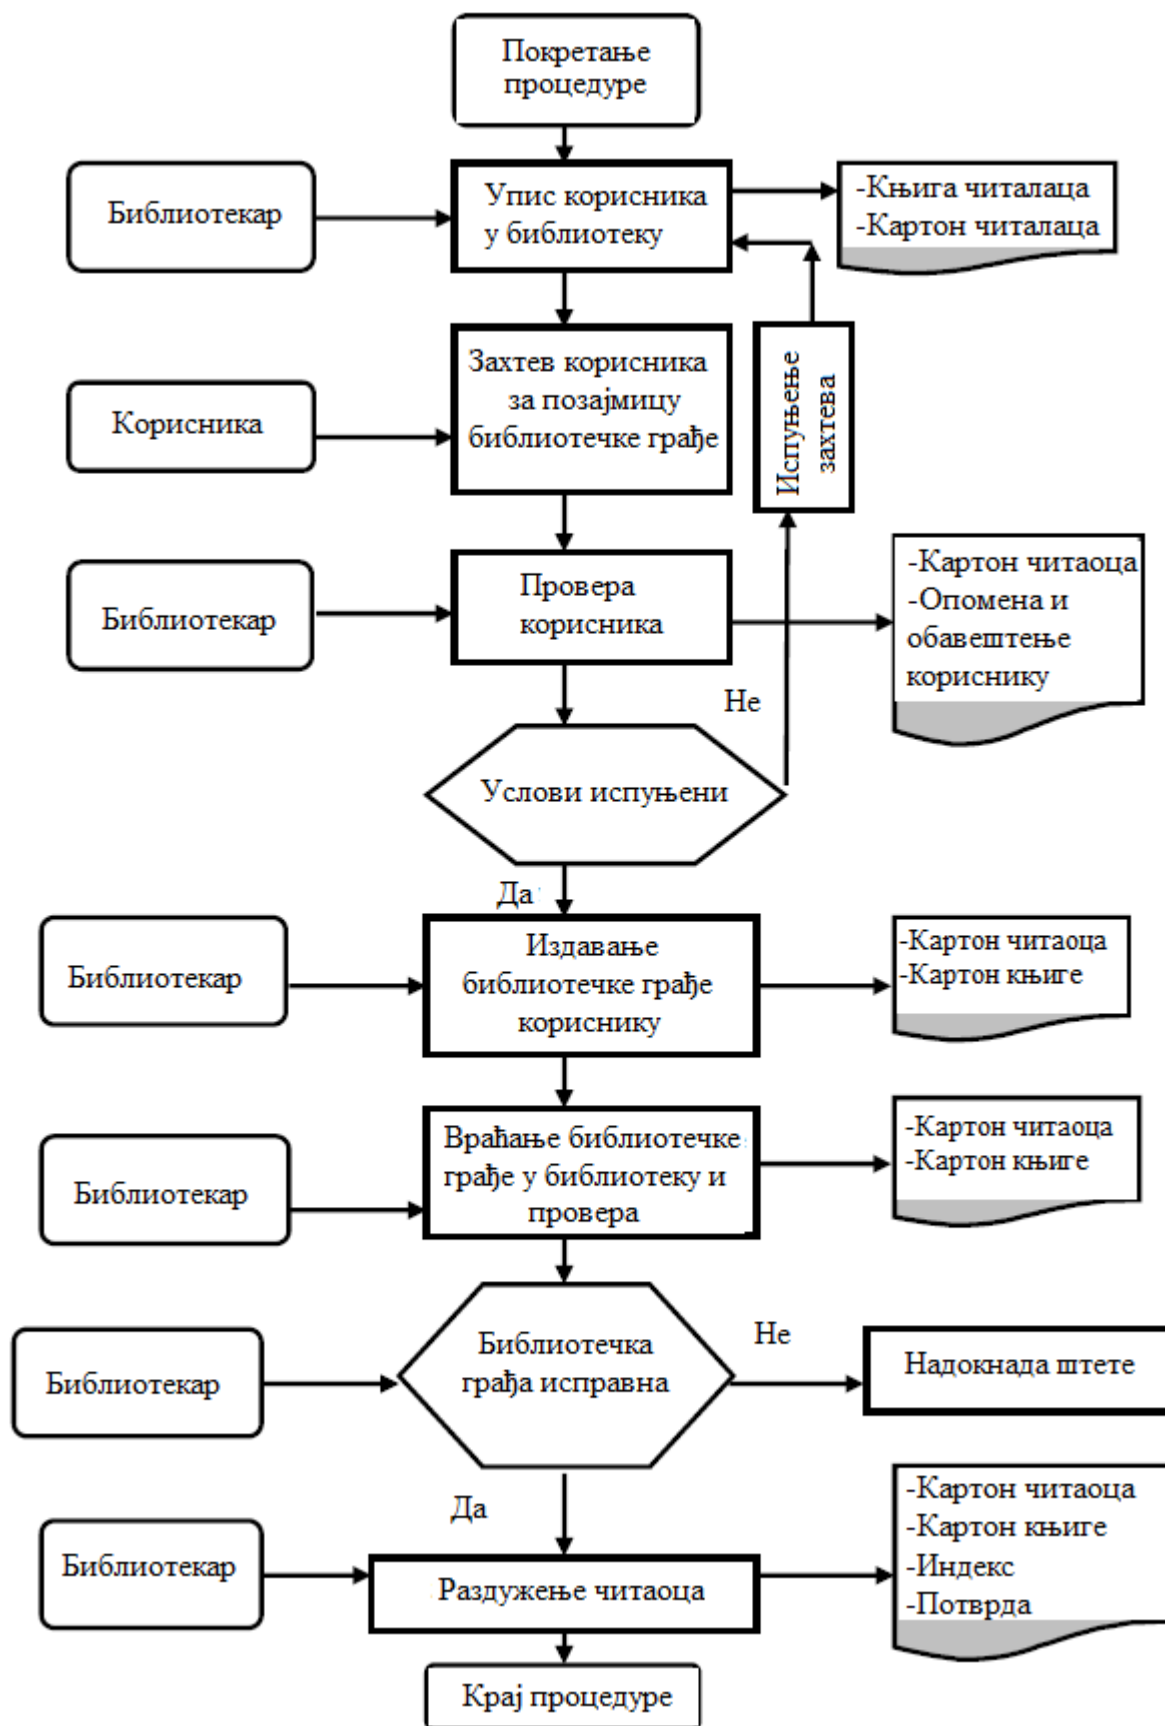 Покретање
процедуре
Библиотекар
Упис корисника
у библиотеку
-Књига читалаца
-Картон читалаца
Захтев корисника
за позајмицу
библиотечке грађе
Корисника
Испуњење
захтева
Библиотекар
Провера
корисника
-Картон читаоца
-Опомена и
обавештење
кориснику
Не
Услови испуњени
Да
Библиотекар
Издавање
библиотечке грађе
кориснику
-Картон читаоца
-Картон књиге
Библиотекар
Враћање библиотечке
грађе у библиотеку и
провера
-Картон читаоца
-Картон књиге
Библиотекар
Библиотечка
грађа исправна
Не
Надокнада штете
Да
Библиотекар
Раздужење читаоца
-Картон читаоца
-Картон књиге
-Индекс
-Потврда
Крај процедуре